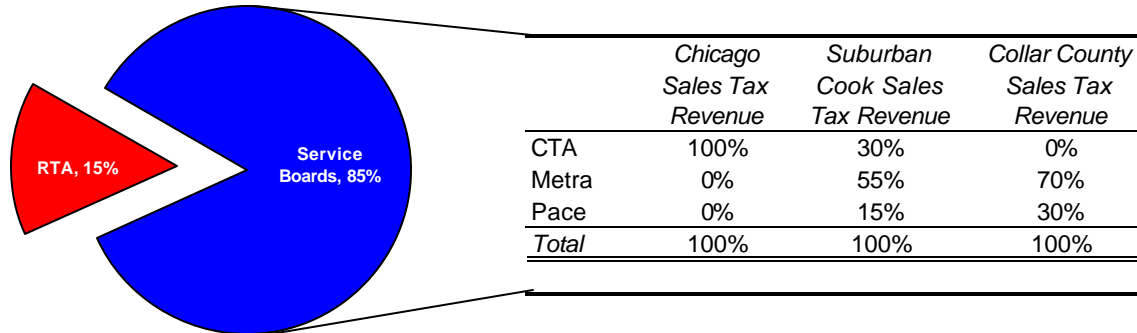 RTA, 15%
Service
Boards, 85%
Chicago Suburban Collar County
Sales Tax Cook Sales Sales Tax
Revenue Tax Revenue Revenue
CTA 100% 30% 0%
Metra 0% 55% 70%
Pace 0% 15% 30%
Total 100% 100% 100%